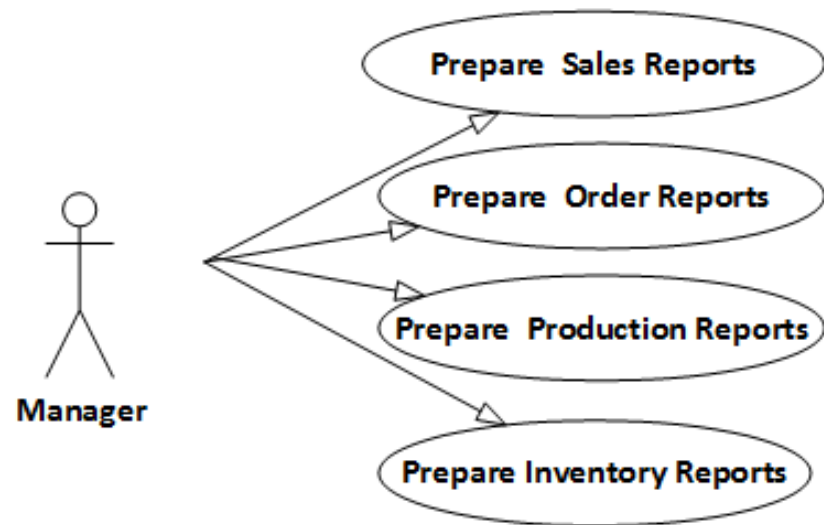 Prepare  Sales Reports
Prepare  Order Reports
Prepare  Production Reports
Manager
Prepare Inventory Reports